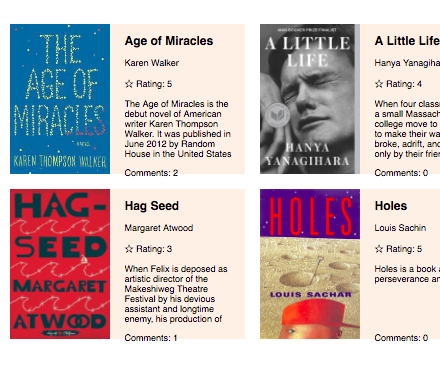 THE
AGE OF
MIRACLES
A NOVEL
KAREN THOMPSON WALKER
Age of Miracles
Karen Walker
☆ Rating: 5
The Age of Miracles is the
debut novel of American
writer Karen Thompson
Walker. It was published in
June 2012 by Random
House in the United States
Comments: 2
A LITTLE
LIFE
HANYA
YANAGIHARA
A Little Life
Hanya Yanagiha
☆ Rating: 4
When four class
a small Massach
college move to
to make their wa
broke, adrift, and
only by their frien
Comments: 0
HAG-
SEED
MARGARET
ATWOOD
Hag Seed
Margaret Atwood
☆ Rating: 3
When Felix is deposed as
artistic director of the
Makeshiweg Theatre
Festival by his devious
assistant and longtime
enemy, his production of
Comments: 1
HOLES
LOUIS SACHAR
Holes
Louis Sachin
☆ Rating: 5
Holes is a book a
perseverance an
Comments: 0